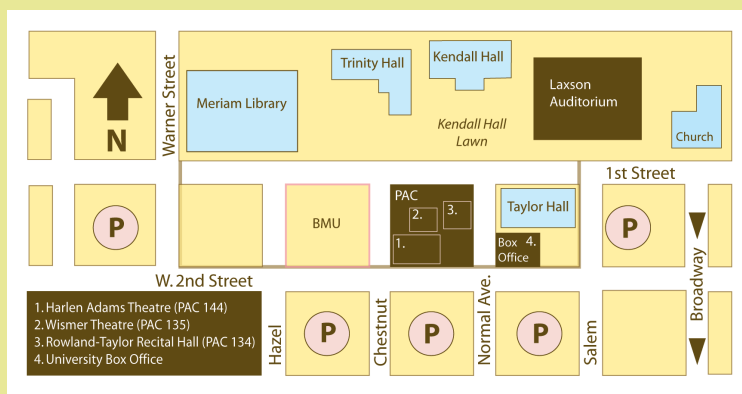 Warner Street
N
Meriam Library
Trinity Hall
Kendall Hall
Kendall Hall
Lawn
Laxson
Auditorium
Church
1st Street
P
BMU
PAC
2.
3.
1.
Taylor Hall
Box 4.
Office
P
Broadway
W. 2nd Street
1. Harlen Adams Theatre (PAC 144)
2. Wismer Theatre (PAC 135)
3. Rowland-Taylor Recital Hall (PAC 134)
4. University Box Office
Hazel
P
Chestnut
P
Normal Ave.
P
Salem